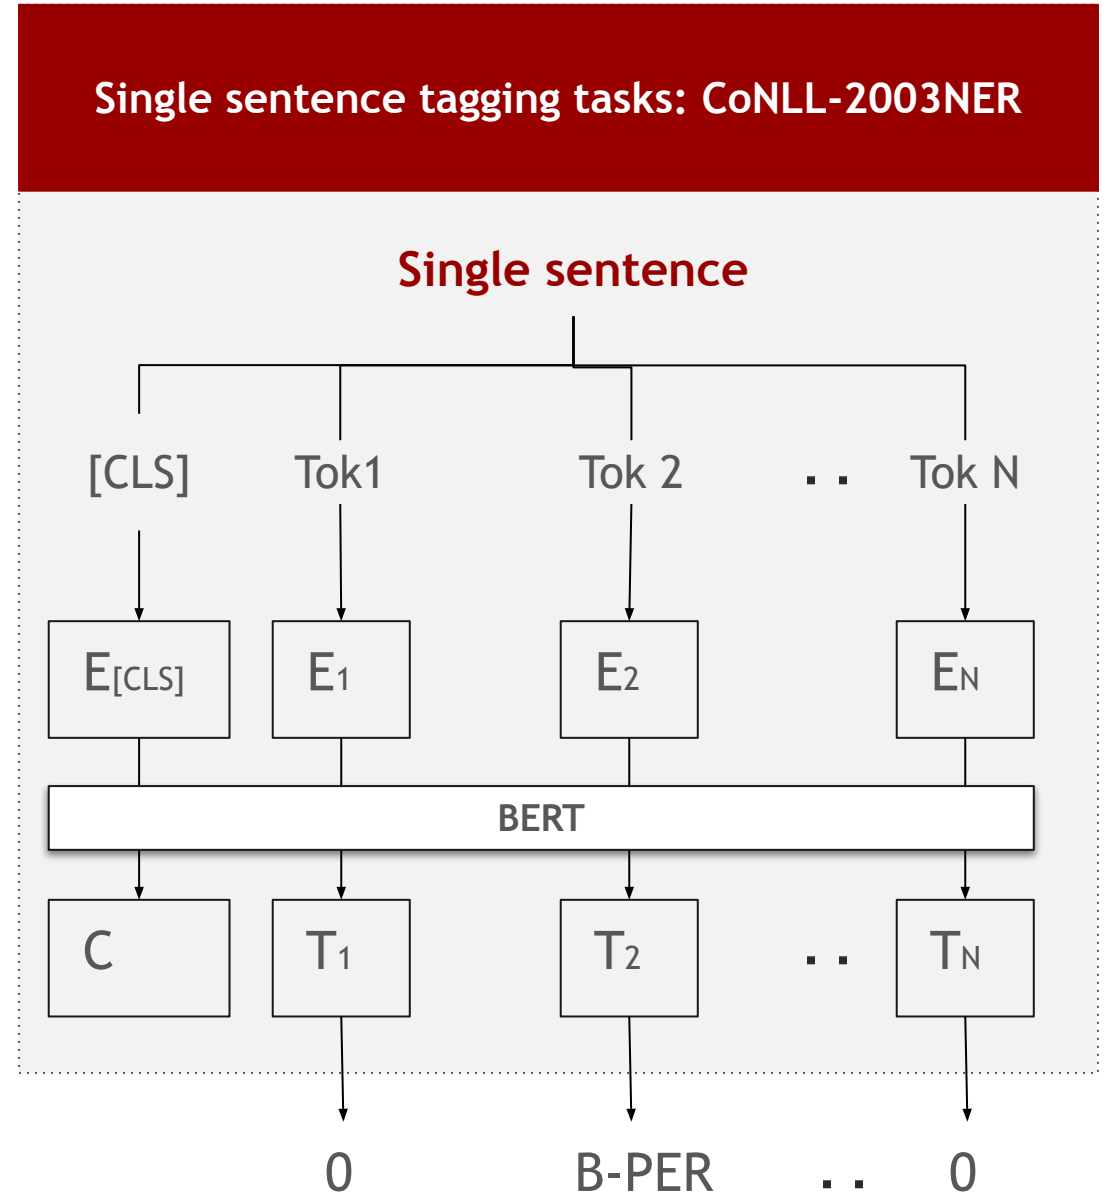 Single sentence tagging tasks: CoNLL-2003NER
Single sentence
[CLS] Tok1 Tok 2 . . Tok N
E[CLS] E1 E2 EN
BERT
C T1 T2 . . TN
0 B-PER . . 0